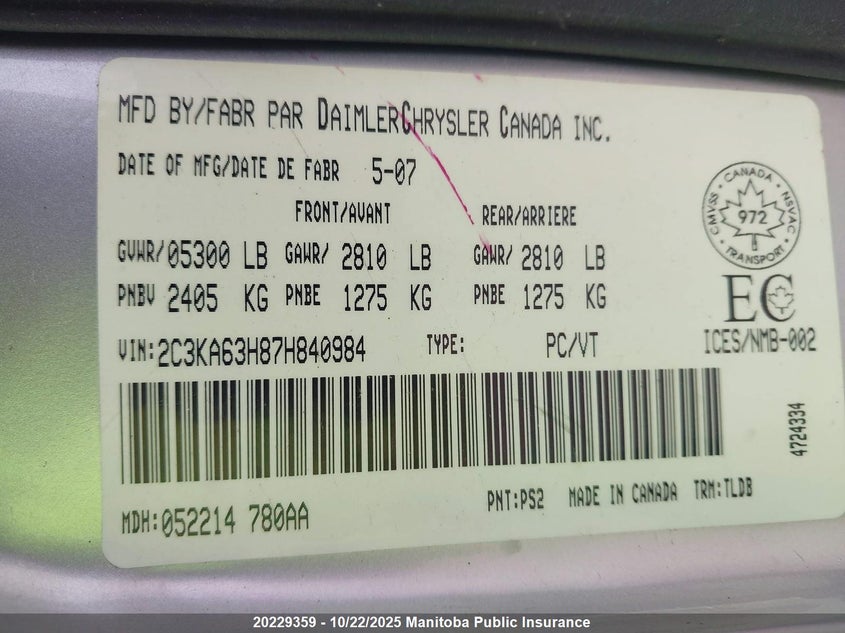 MFD BY/FABR PAR DAIMLERCHRYSLER CANADA INC.
DATE OF MFG/DATE DE FABR 5-07
FRONT/AVANT REAR/ARRIERE
GVWR/05300 LB GAWR/ 2810 LB GAWR/ 2810 LB
PNBV 2405 KG PNBE 1275 KG PNBE 1275 KG
VIN:2C3KA63H87H840984 TYPE: PC/VT
CANADA
CMVSS 972 NSVAC
TRANSPORT
EC
ICES/NMB-002
4724334
PNT:PS2 MADE IN CANADA TRM:TLDB
MDH:052214 780AA
20229359 - 10/22/2025 Manitoba Public Insurance